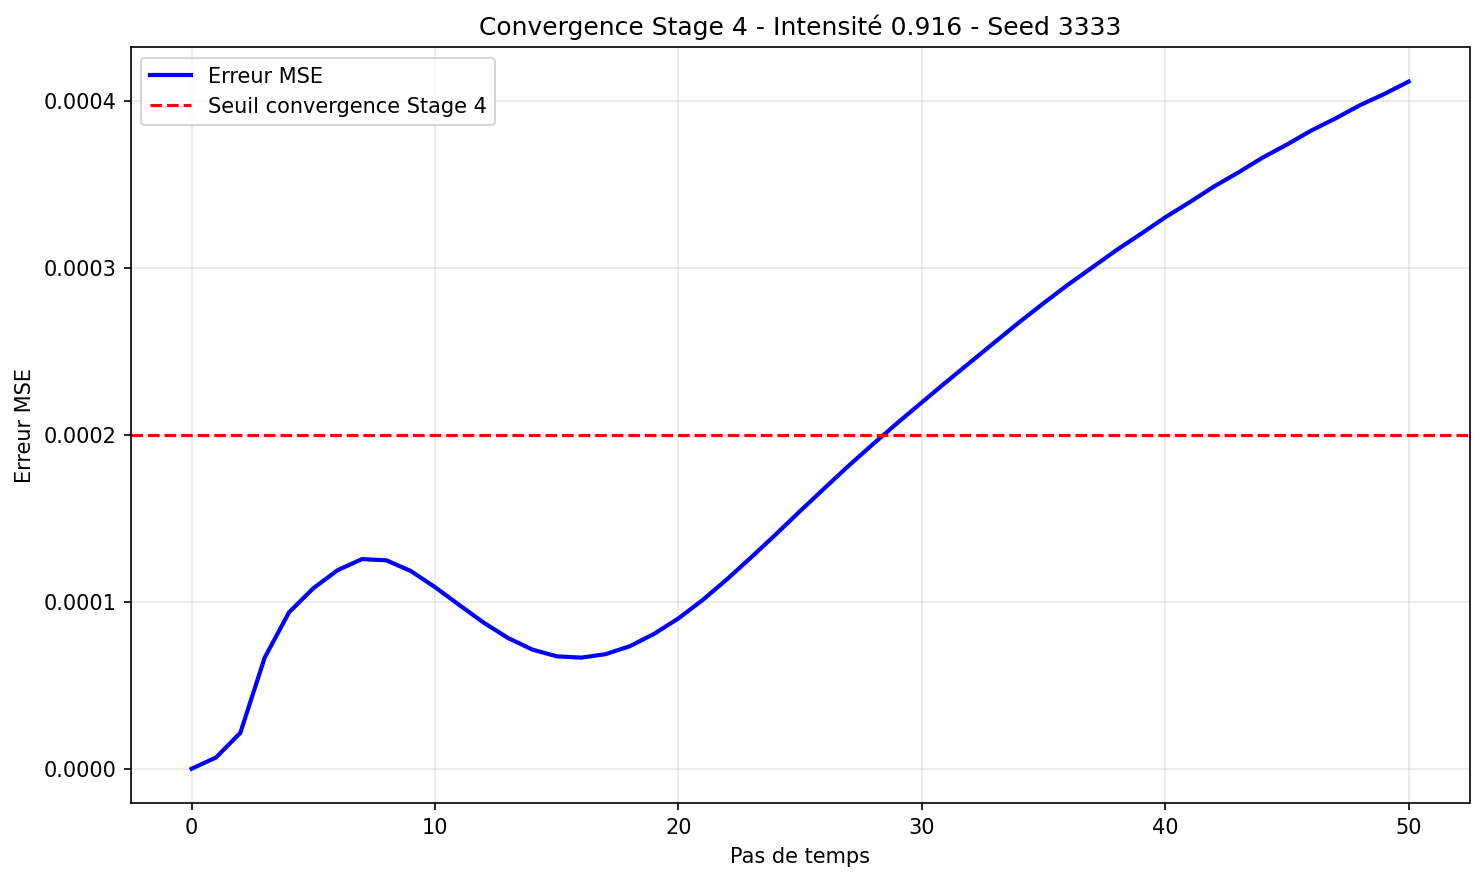 Convergence Stage 4 - Intensité 0.916 - Seed 3333
Erreur MSE
Seuil convergence Stage 4
0.0004
0.0003
0.0002
0.0001
0.0000
Erreur MSE
0
10
20
30
40
50
Pas de temps